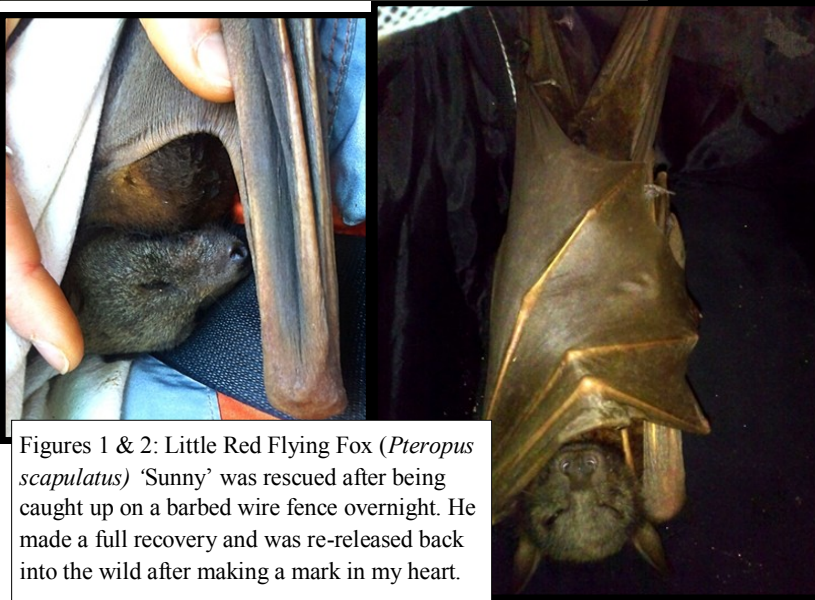 Figures 1 & 2: Little Red Flying Fox (Pteropus
scapulatus) ‘Sunny’ was rescued after being
caught up on a barbed wire fence overnight. He
made a full recovery and was re-released back
into the wild after making a mark in my heart.